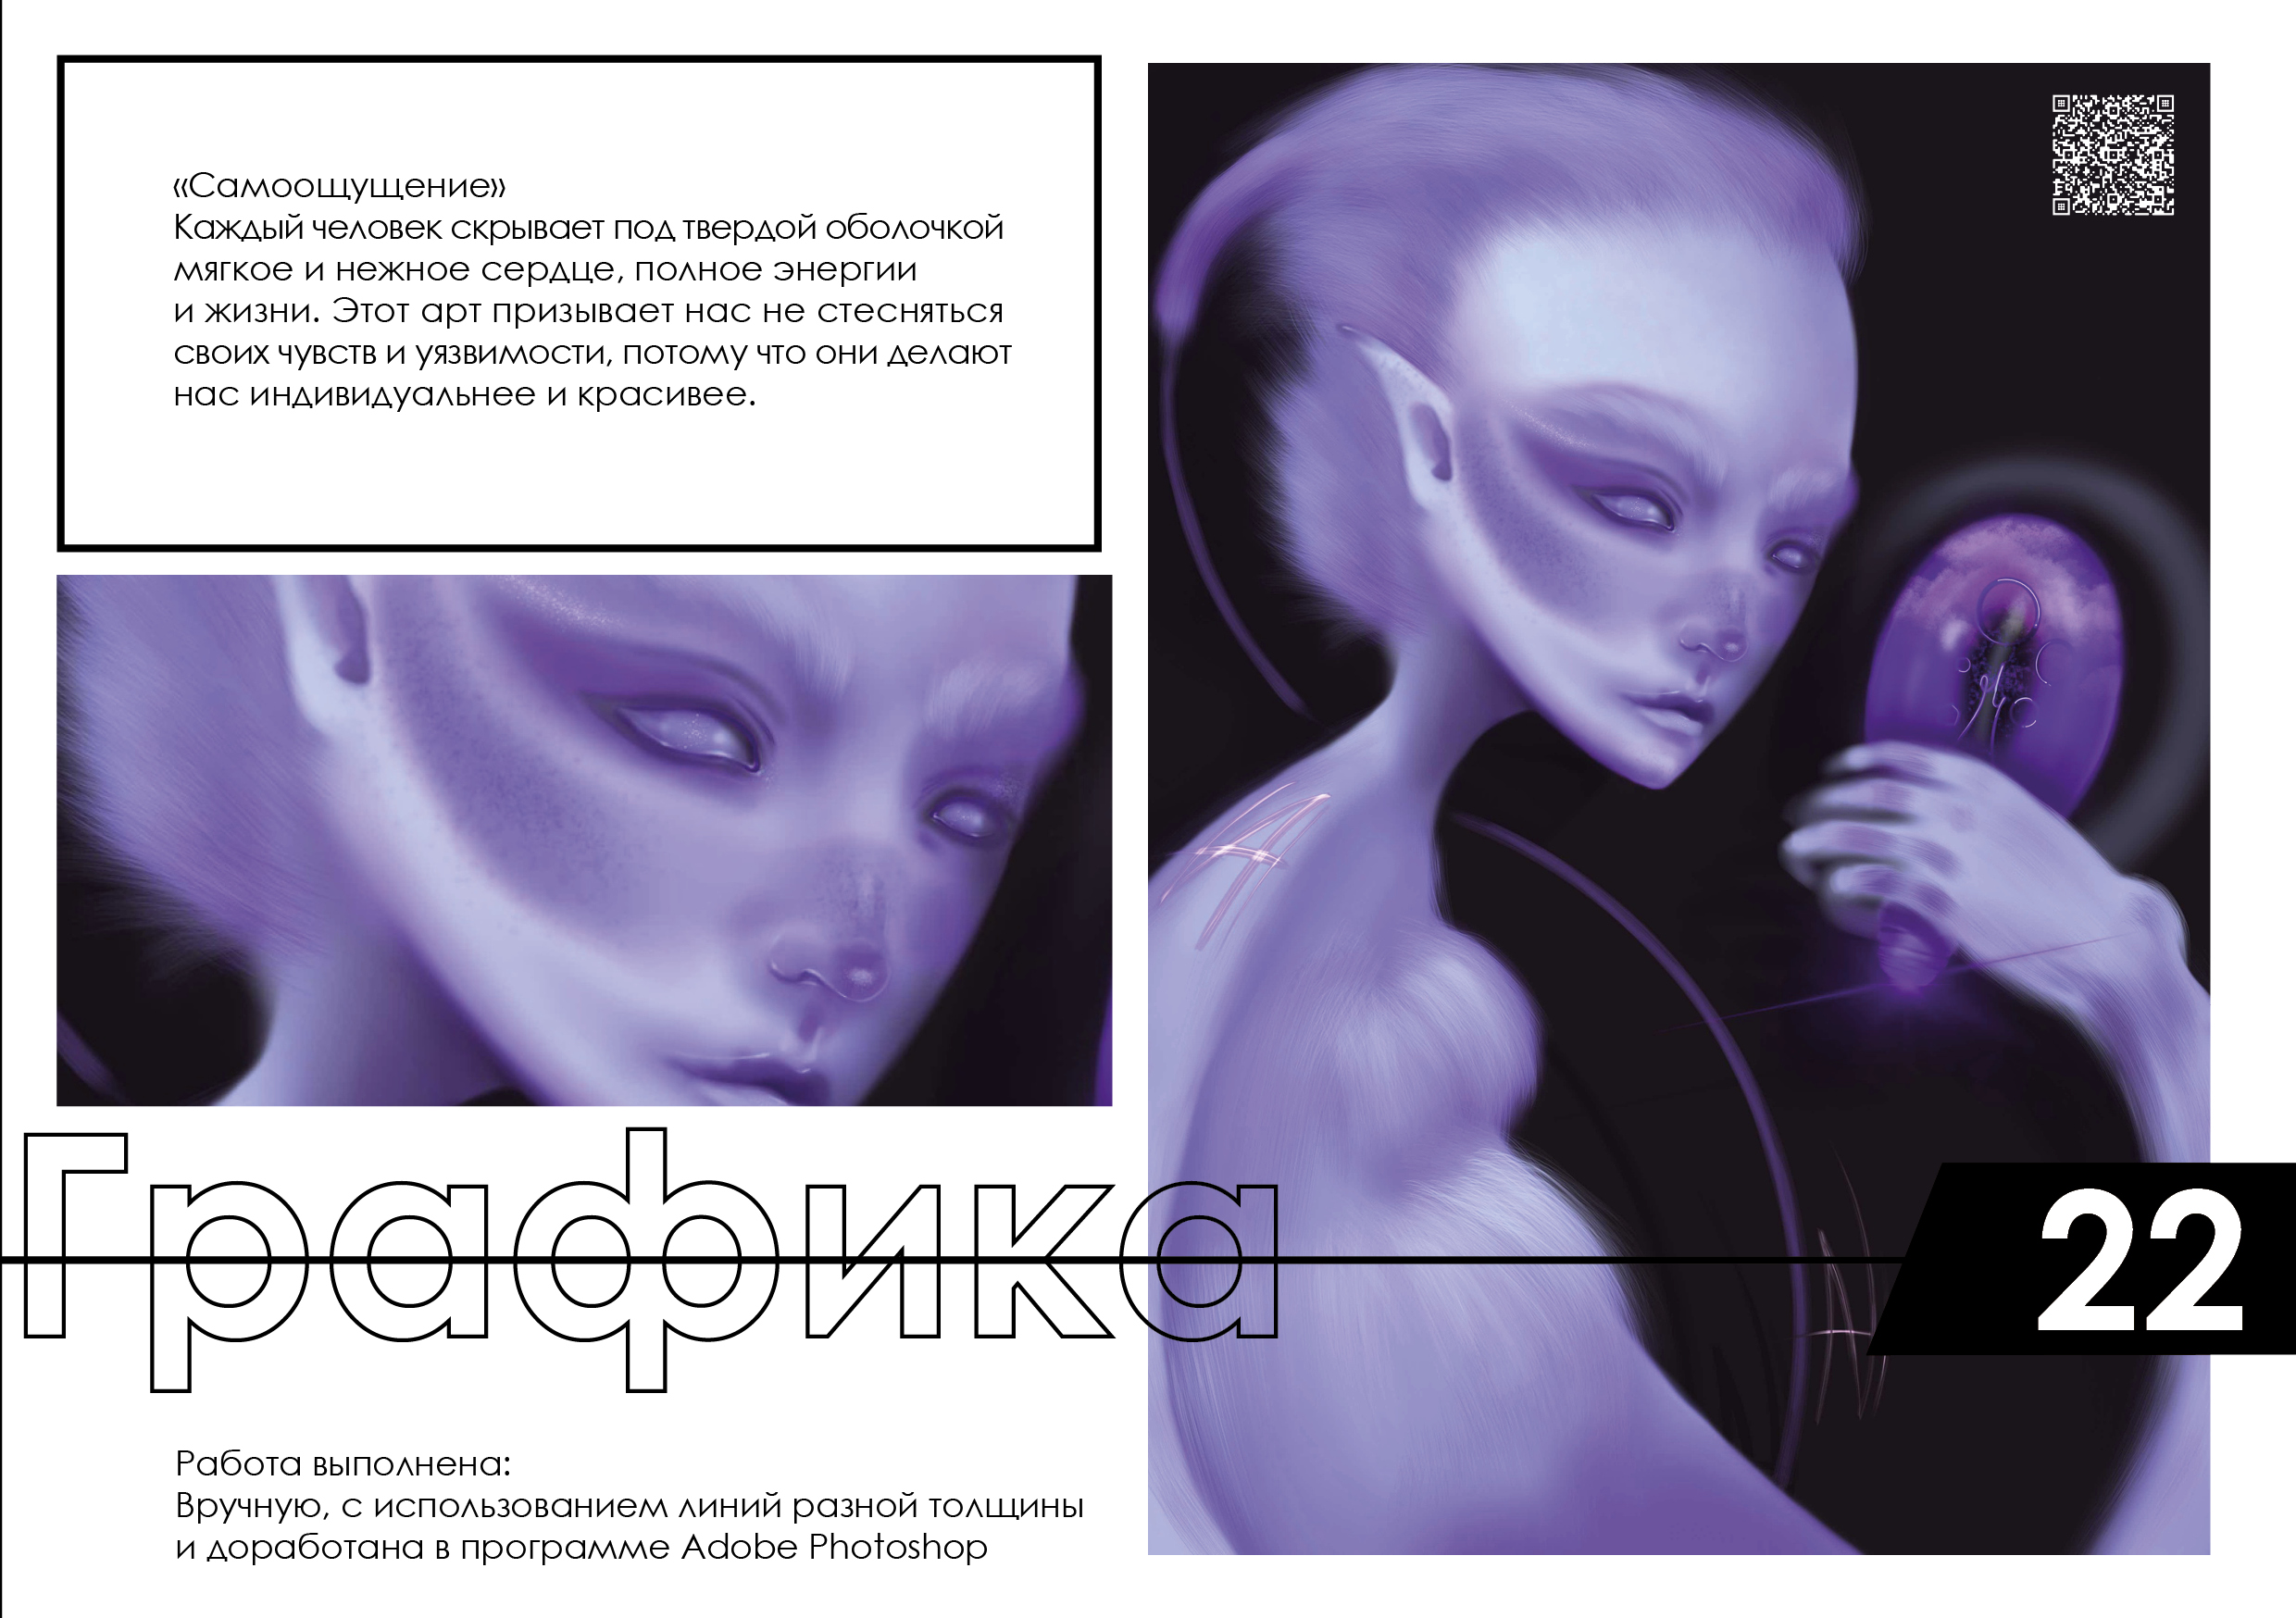 «Самоощущение»
Каждый человек скрывает под твердой оболочкой
мягкое и нежное сердце, полное энергии
и жизни. Этот арт призывает нас не стесняться
своих чувств и уязвимости, потому что они делают
нас индивидуальнее и красивее.
Графика
22
Работа выполнена:
Вручную, с использованием линий разной толщины
и доработана в программе Adobe Photoshop